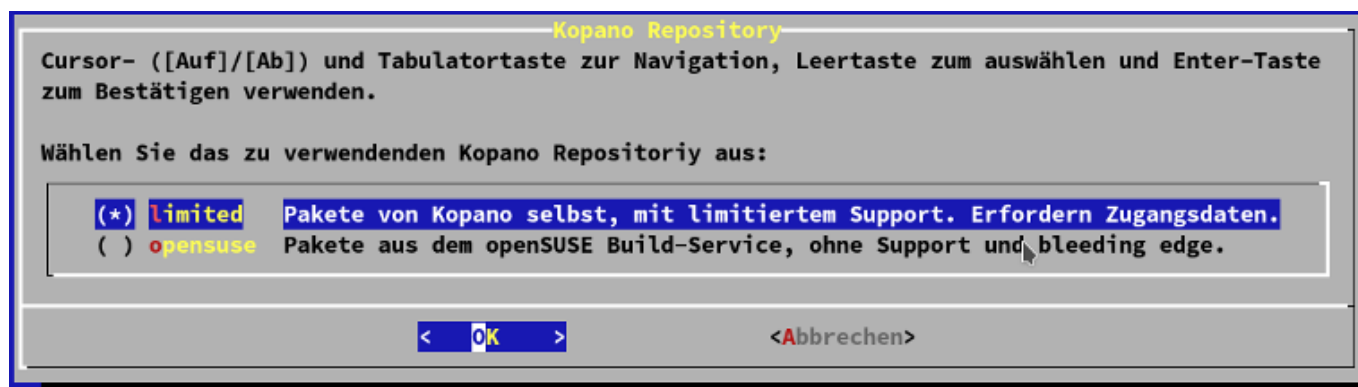 Kopano Repository
Cursor- ([Auf]/[Ab]) und Tabulatortaste zur Navigation, Leertaste zum auswählen und Enter-Taste
zum Bestätigen verwenden.
Wählen Sie das zu verwendenden Kopano Repositoriy aus:
(*) limited Pakete von Kopano selbst, mit limitiertem Support. Erfordern Zugangsdaten.
( ) opensuse Pakete aus dem openSUSE Build-Service, ohne Support und bleeding edge.
< OK > <Abbrechen>